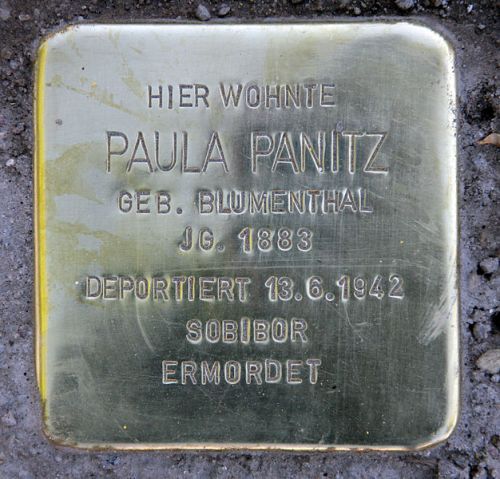 HIER WOHNTE
PAULA PANITZ
GEB. BLUMENTHAL
JG. 1883
DEPORTIERT 13.6.1942
SOBIBOR
ERMORDET